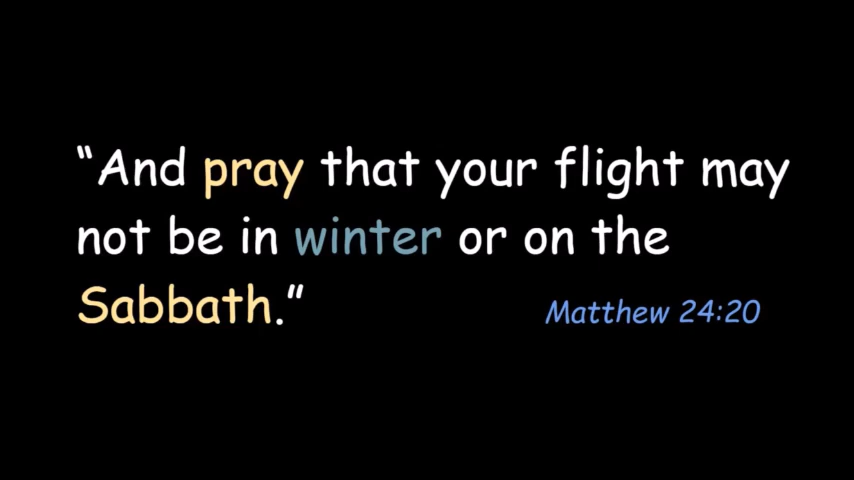 “And pray that your flight may
not be in winter or on the
Sabbath.”
Matthew 24:20